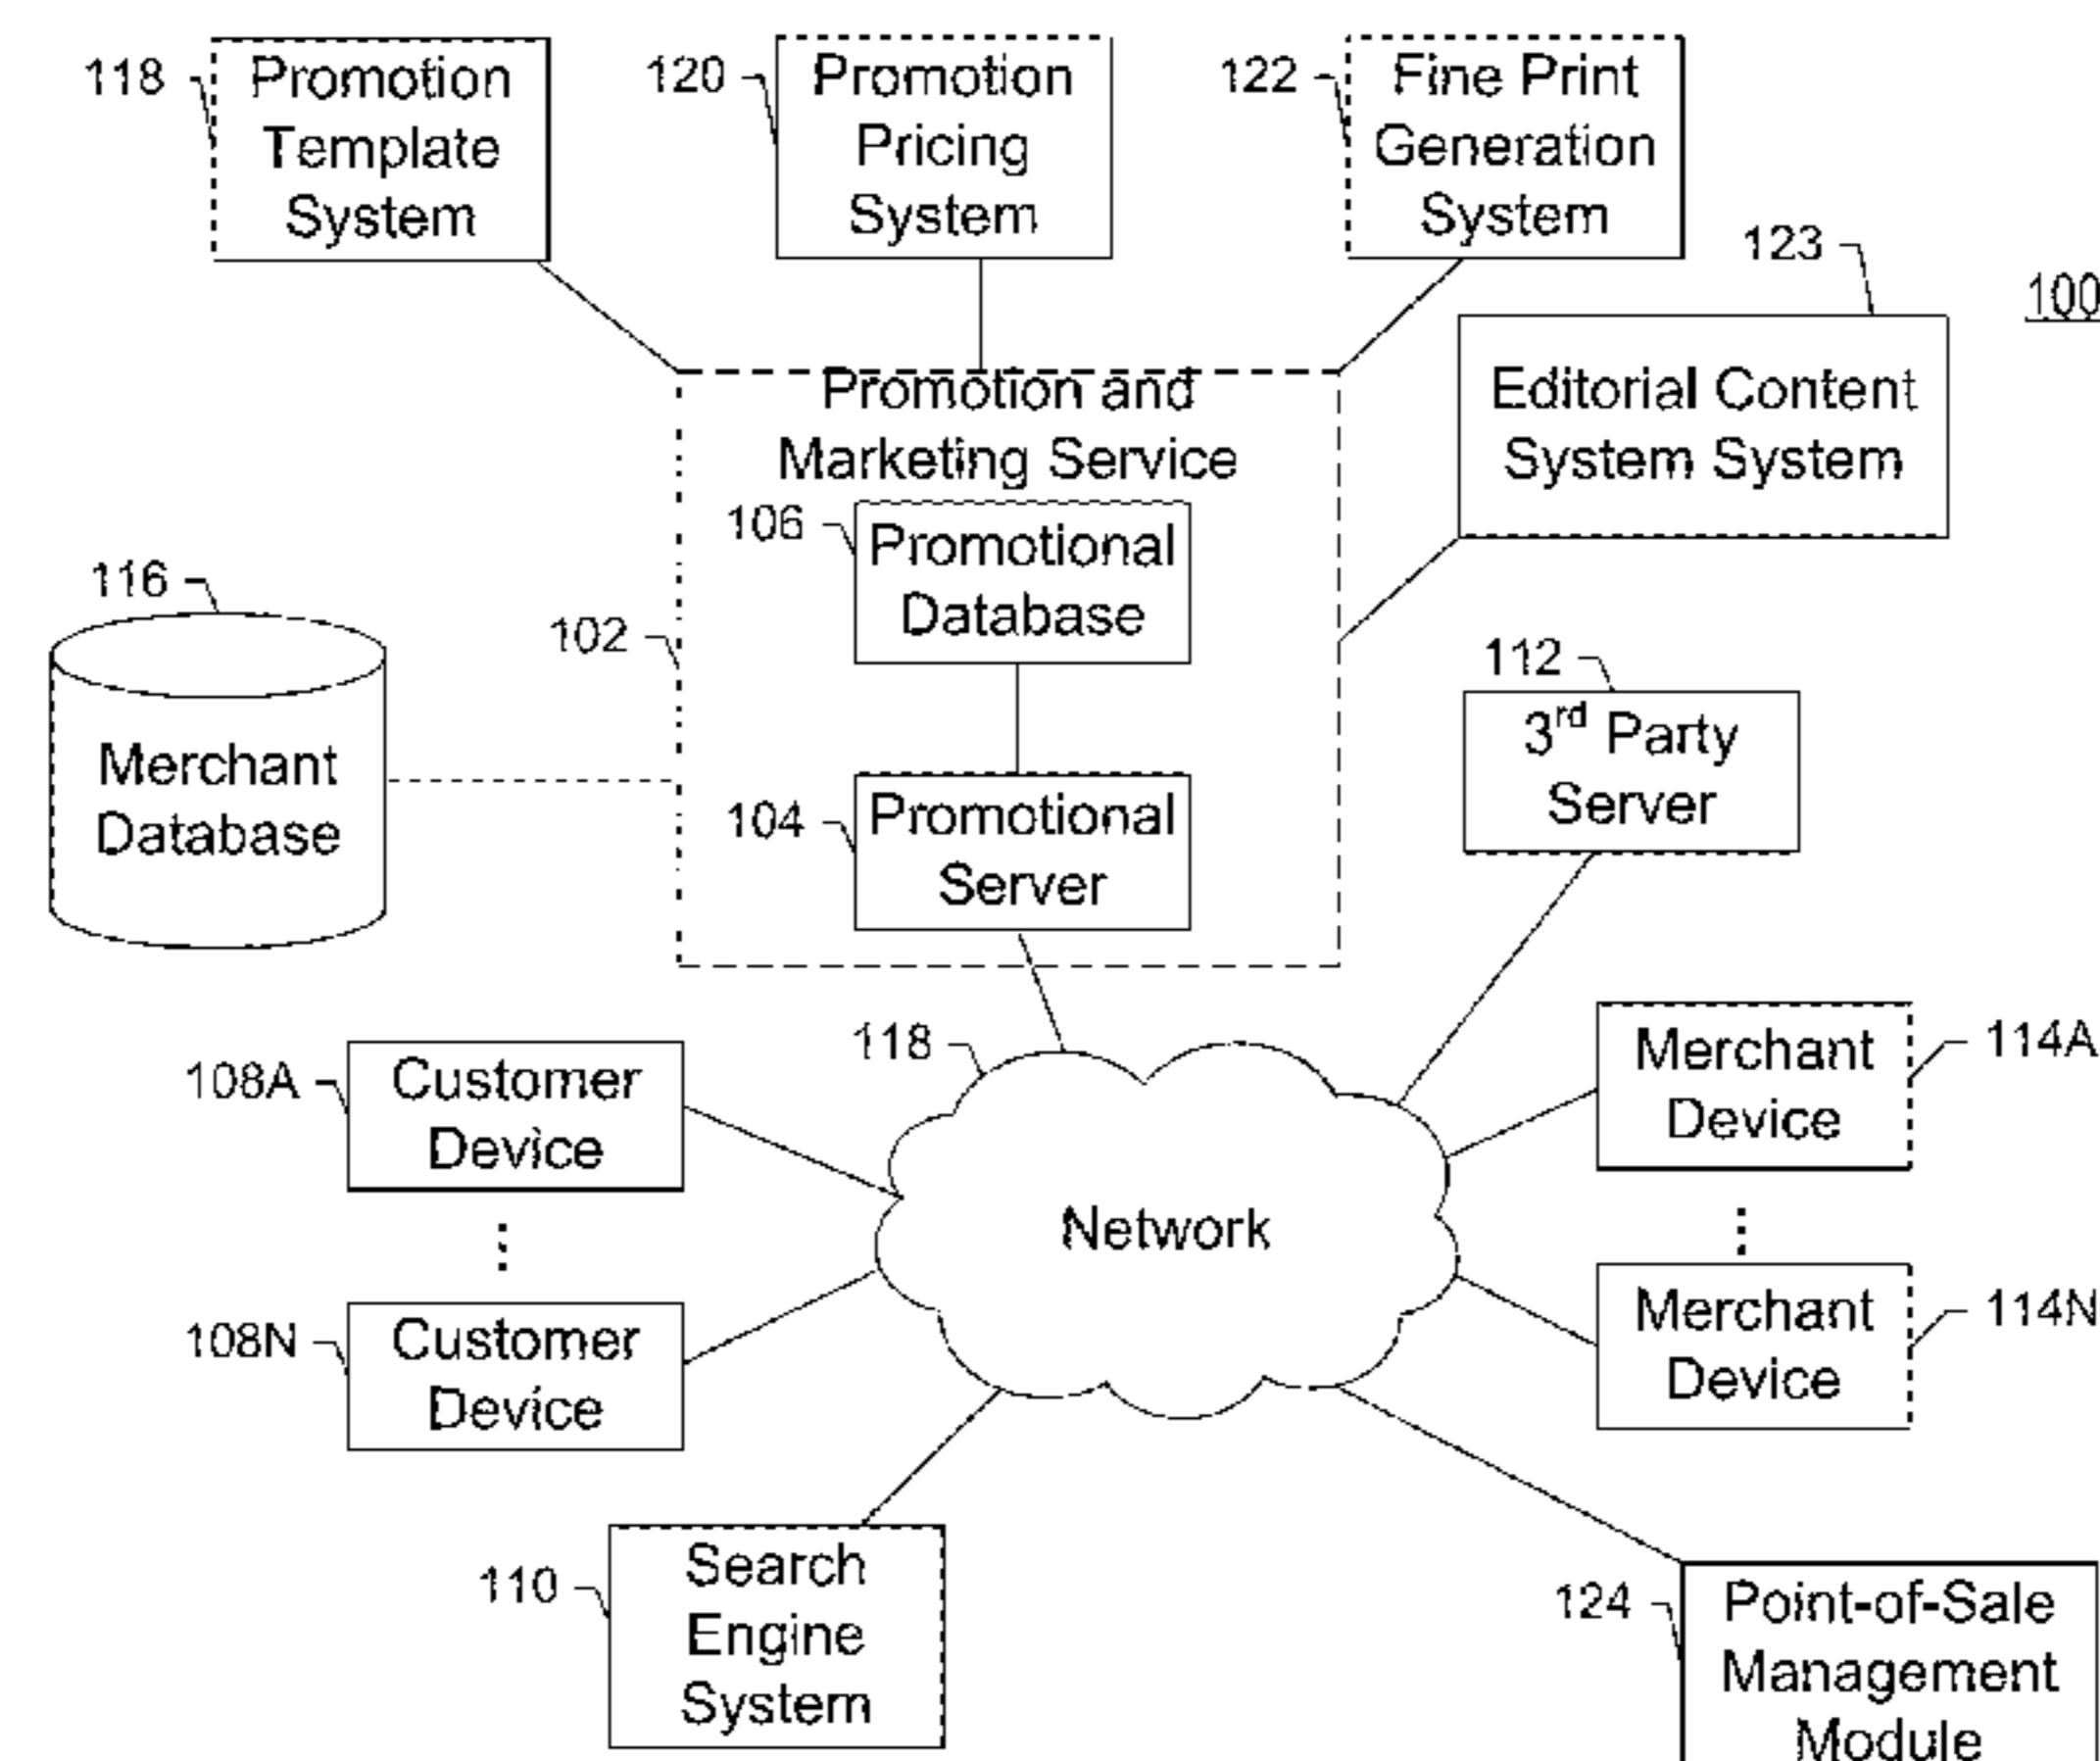 118
Promotion
Template
System
120
Promotion
Pricing
System
122
Fine Print
Generation
System
123
100
Editorial Content
System System
Promotion and
Marketing Service
106
Promotional
Database
116
Merchant
Database
102
112
3rd Party
Server
104
Promotional
Server
118
108A
Customer
Device
Merchant
Device
114A
Network
108N
Customer
Device
Merchant
Device
114N
110
Search
Engine
System
124
Point-of-Sale
Management
Module